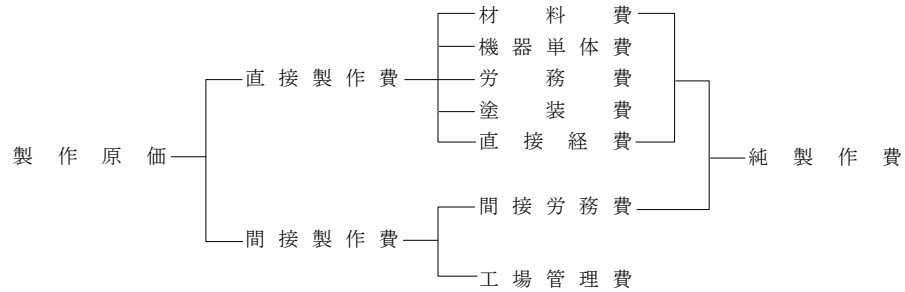 材料費
機器単体費
直接製作費
労務費
塗装費
直接経費
製作原価
純製作費
間接労務費
間接製作費
工場管理費